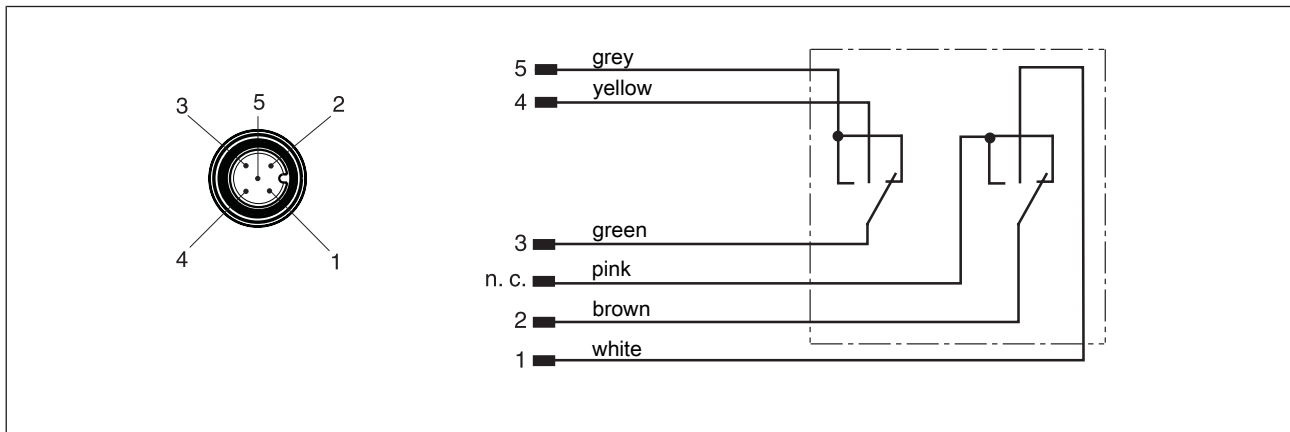 3 5 2
4 1
5 grey
4 yellow
3 green
n. c. pink
2 brown
1 white